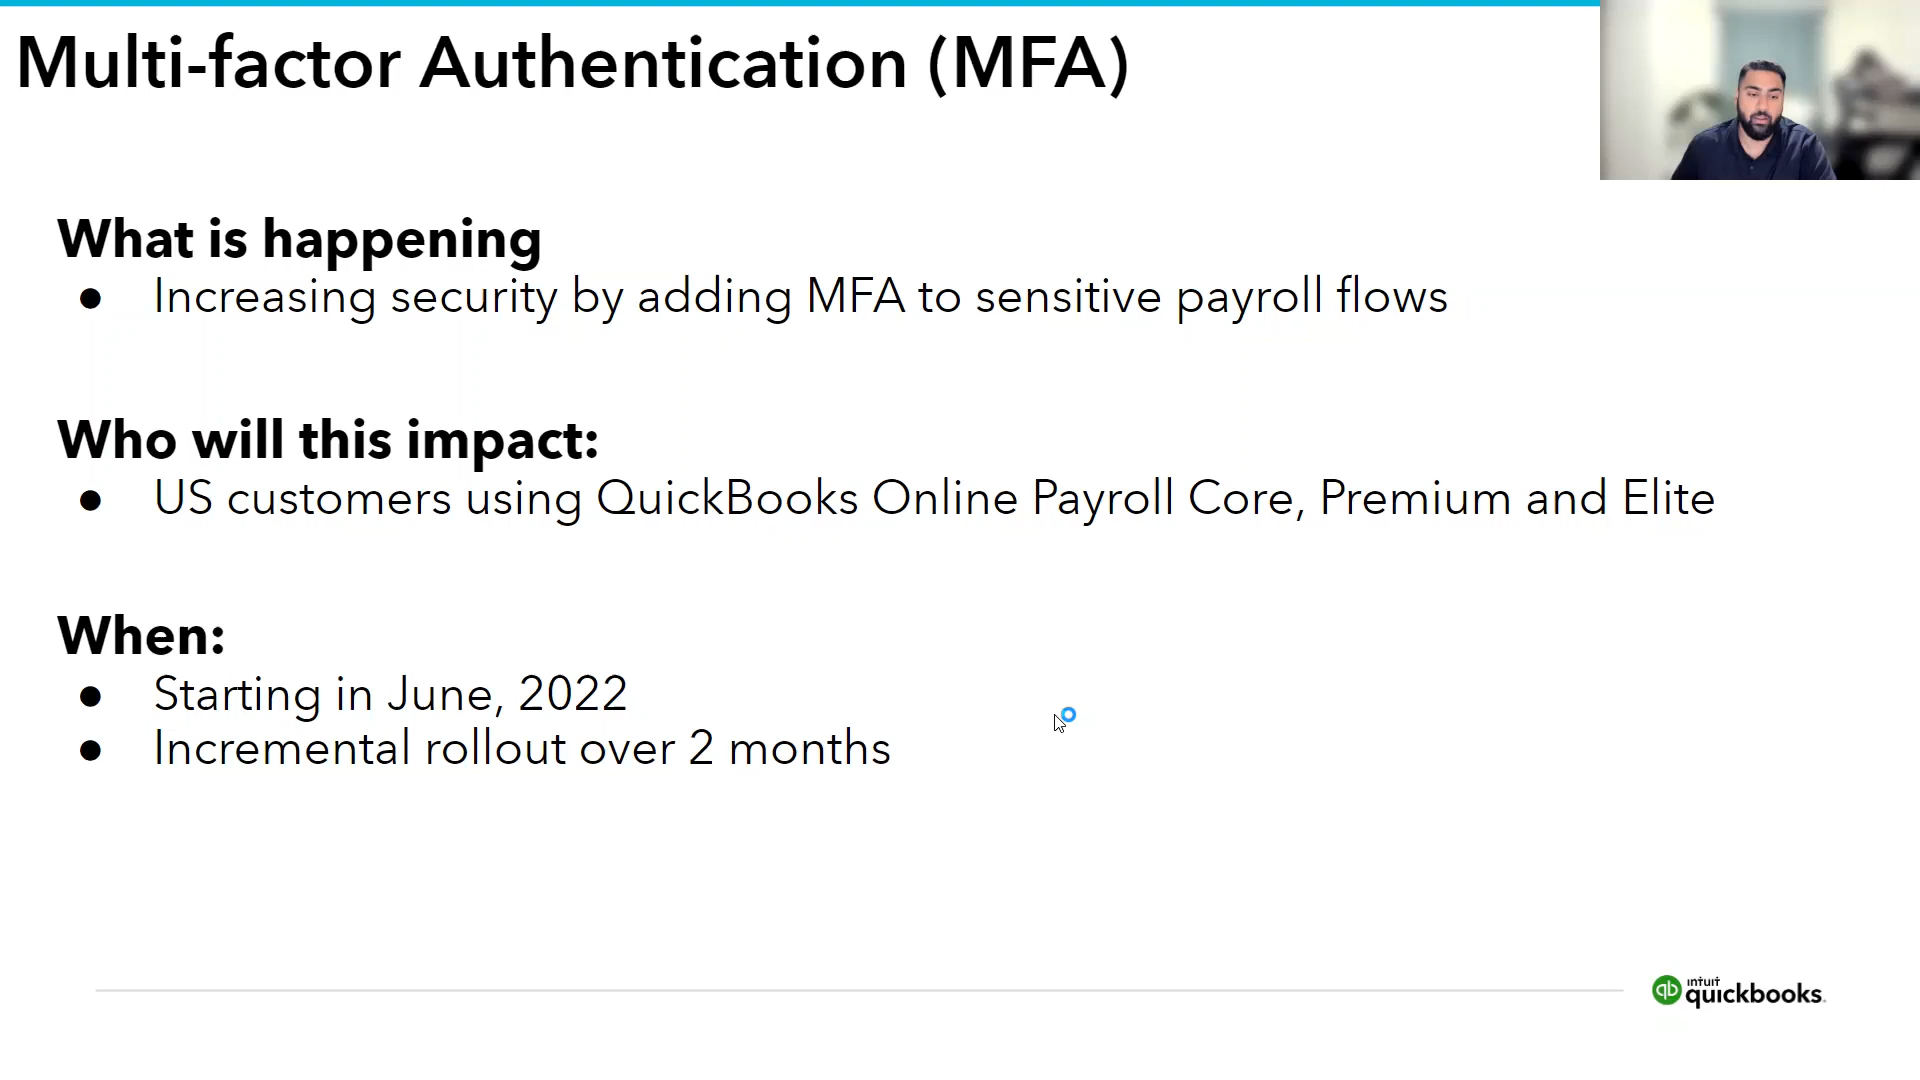 Multi-factor Authentication (MFA)
What is happening
● Increasing security by adding MFA to sensitive payroll flows
Who will this impact:
● US customers using QuickBooks Online Payroll Core, Premium and Elite
When:
● Starting in June, 2022
● Incremental rollout over 2 months
qb
intuit
quickbooks.